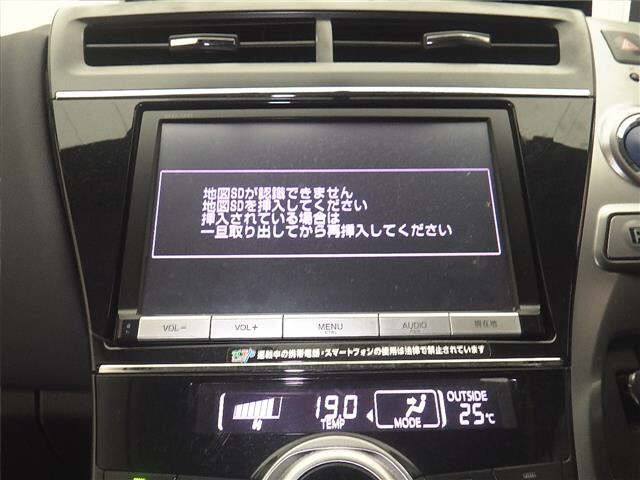 地図SDが認識できません
地図SDを挿入してください
挿入されている場合は
一旦取り出してから再挿入してください
VOL− VOL+ MENU AUDIO 現在地
運転中の携帯電話・スマートフォンの使用は法律で禁止されています
19.0
TEMP
MODE
OUTSIDE
25℃